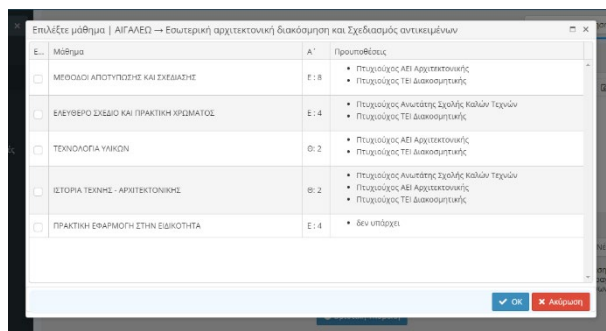 Επιλέξτε μάθημα | ΑΙΓΑΛΕΩ → Εσωτερική αρχιτεκτονική διακόσμηση και Σχεδιασμός αντικειμένων
Ε... Μάθημα Α' Προυποθέσεις
ΜΕΘΟΔΟΙ ΑΠΟΤΥΠΩΣΗΣ ΚΑΙ ΣΧΕΔΙΑΣΗΣ Ε : 8
• Πτυχιούχος ΑΕΙ Αρχιτεκτονικής
• Πτυχιούχος ΤΕΙ Διακοσμητικής
ΕΛΕΥΘΕΡΟ ΣΧΕΔΙΟ ΚΑΙ ΠΡΑΚΤΙΚΗ ΧΡΩΜΑΤΟΣ Ε : 4
• Πτυχιούχος Ανωτάτης Σχολής Καλών Τεχνών
• Πτυχιούχος ΤΕΙ Διακοσμητικής
ΤΕΧΝΟΛΟΓΙΑ ΥΛΙΚΩΝ Θ: 2
• Πτυχιούχος ΑΕΙ Αρχιτεκτονικής
• Πτυχιούχος ΤΕΙ Διακοσμητικής
ΙΣΤΟΡΙΑ ΤΕΧΝΗΣ - ΑΡΧΙΤΕΚΤΟΝΙΚΗΣ Θ: 2
• Πτυχιούχος Ανωτάτης Σχολής Καλών Τεχνών
• Πτυχιούχος ΑΕΙ Αρχιτεκτονικής
• Πτυχιούχος ΤΕΙ Διακοσμητικής
ΠΡΑΚΤΙΚΗ ΕΦΑΡΜΟΓΗ ΣΤΗΝ ΕΙΔΙΚΟΤΗΤΑ Ε : 4
• δεν υπάρχει
OK Ακύρωση